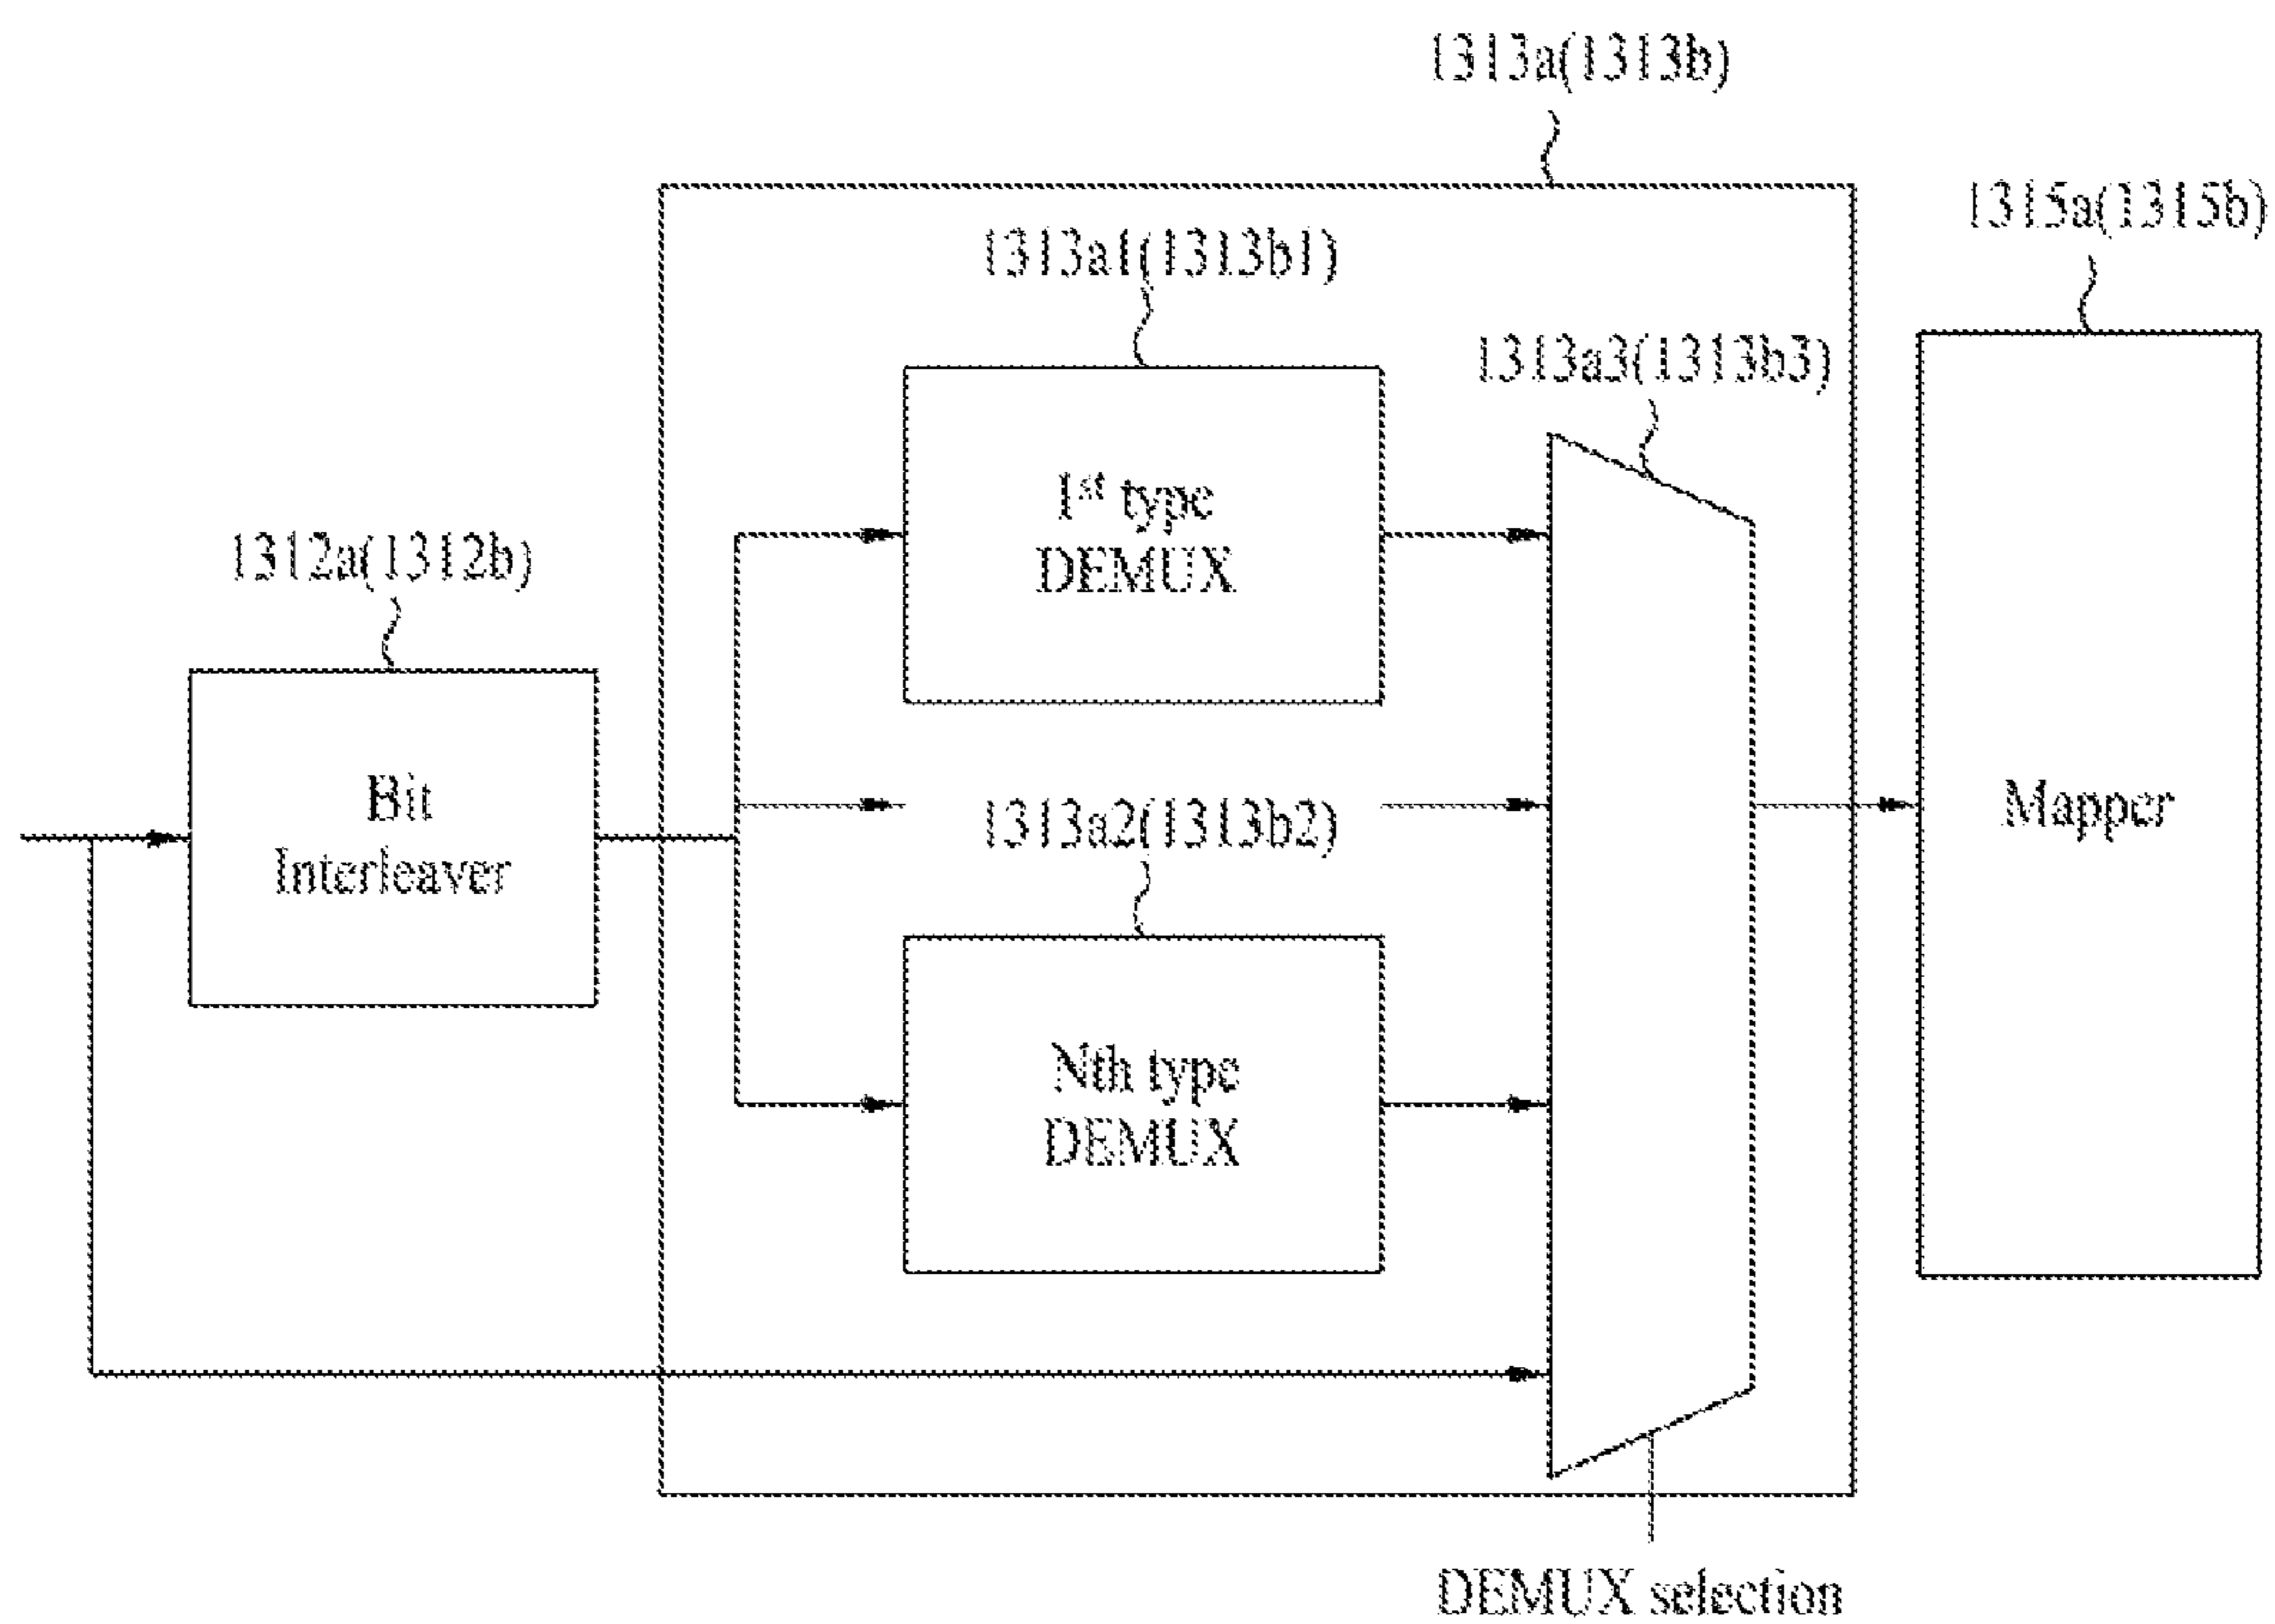 1313a(1313b)
1315a(1315b)
1313a1(1313b1)
1313a3(1313b3)
1st type
DEMUX
1312a(1312b)
Bit
Interleaver
1313a2(1313b2)
Mapper
Nth type
DEMUX
DEMUX selection